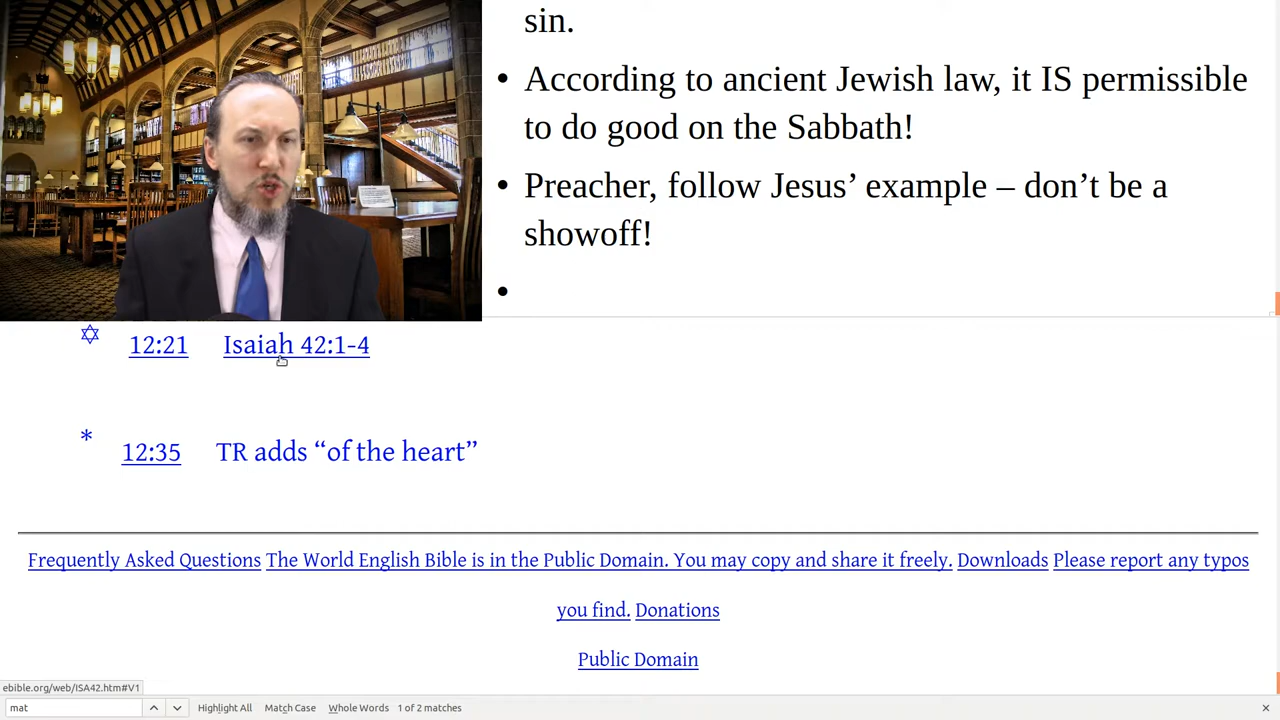 sin.
• According to ancient Jewish law, it IS permissible
to do good on the Sabbath!
• Preacher, follow Jesus’ example – don’t be a
showoff!
•
✡ 12:21 Isaiah 42:1-4
* 12:35 TR adds “of the heart”
Frequently Asked Questions The World English Bible is in the Public Domain. You may copy and share it freely. Downloads Please report any typos
you find. Donations
Public Domain
ebible.org/web/ISA42.htm#V1
mat Highlight All Match Case Whole Words 1 of 2 matches